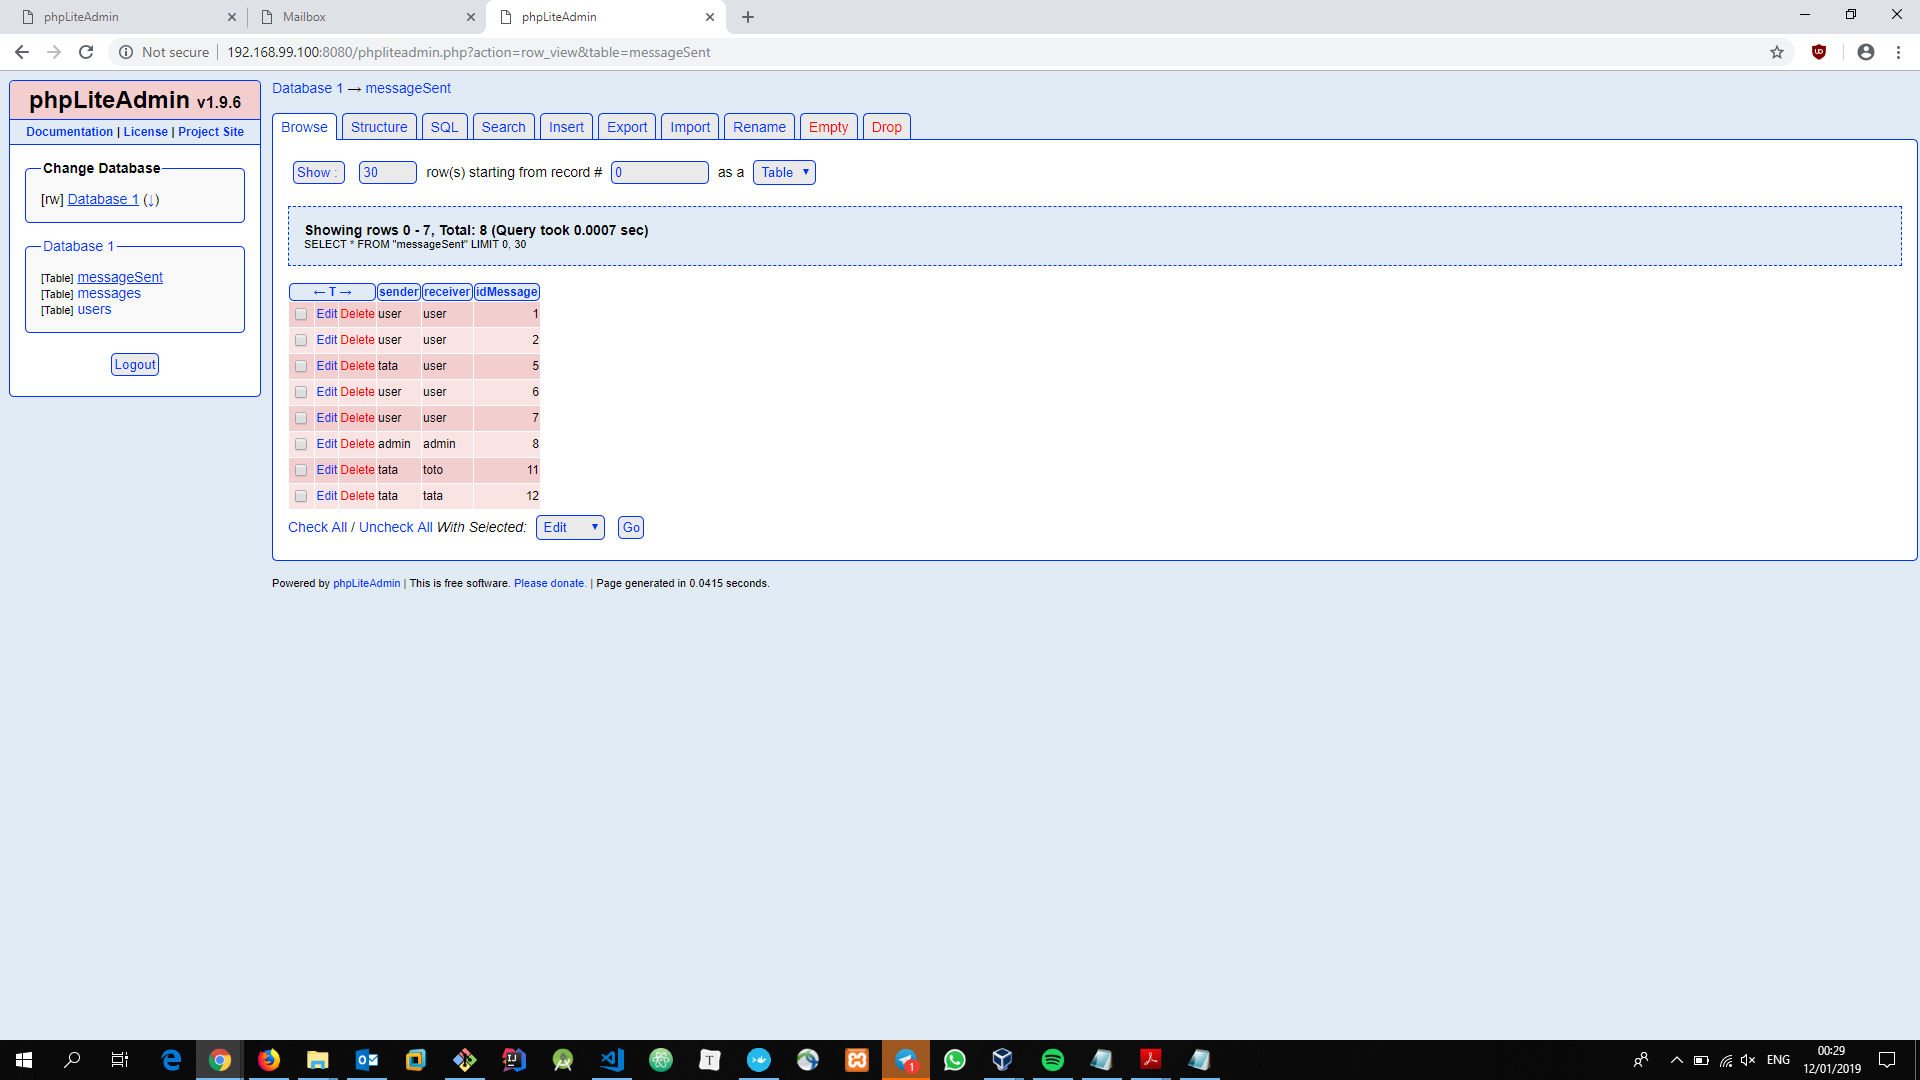 phpLiteAdmin
Mailbox
phpLiteAdmin
Not secure
192.168.99.100:8080/phpliteadmin.php?action=row_view&table=messageSent
phpLiteAdmin v1.9.6
Documentation | License | Project Site
Change Database
[rw] Database 1 (↓)
Database 1
[Table] messageSent
[Table] messages
[Table] users
Logout
Database 1 → messageSent
Browse Structure SQL Search Insert Export Import Rename Empty Drop
Show : 30 row(s) starting from record # 0 as a Table
Showing rows 0 - 7, Total: 8 (Query took 0.0007 sec)
SELECT * FROM "messageSent" LIMIT 0, 30
← T → sender receiver idMessage
Edit Delete user user 1
Edit Delete user user 2
Edit Delete tata user 5
Edit Delete user user 6
Edit Delete user user 7
Edit Delete admin admin 8
Edit Delete tata toto 11
Edit Delete tata tata 12
Check All / Uncheck All With Selected: Edit Go
Powered by phpLiteAdmin | This is free software. Please donate. | Page generated in 0.0415 seconds.
ENG
00:29
12/01/2019